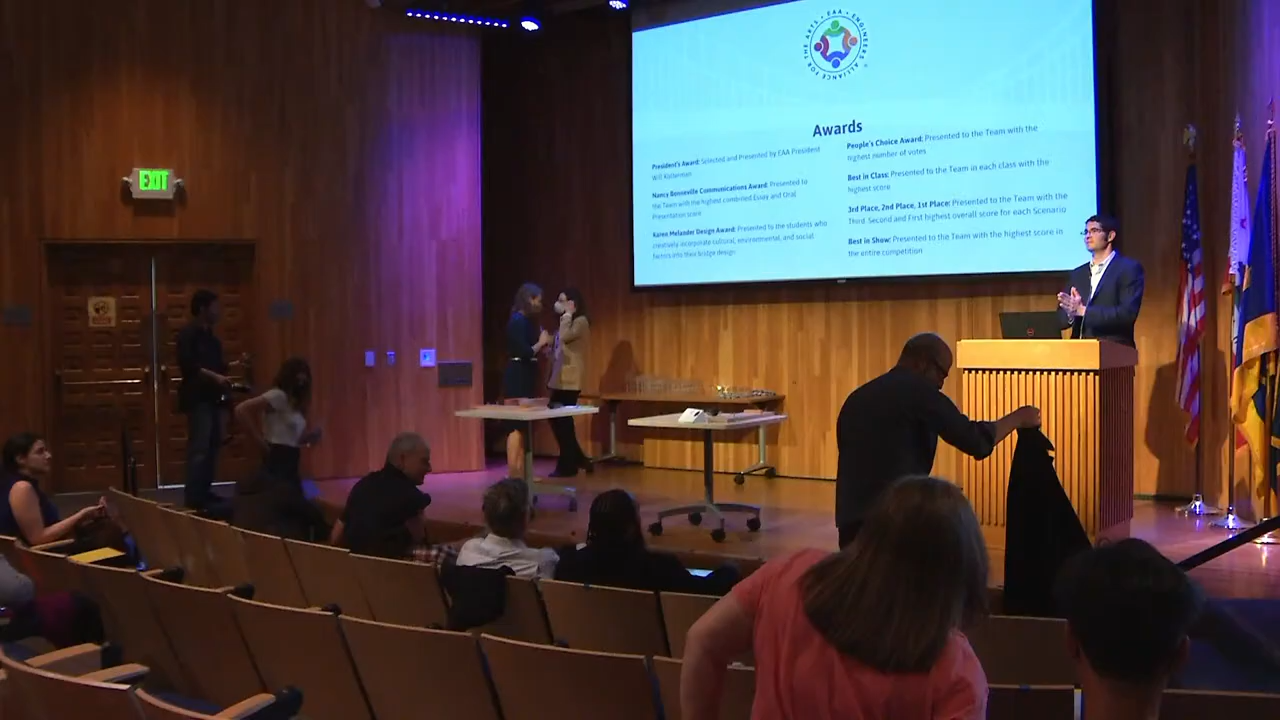 EAA • ENGINEERS ALLIANCE FOR THE ARTS •
Awards
President's Award: Selected and Presented by EAA President
Will Kollerman
Nancy Bonneville Communications Award: Presented to
the Team with the highest combined Essay and Oral
Presentation score
Karen Melander Design Award: Presented by the students who
creatively incorporate cultural, environmental, and social
factors into their bridge design
People's Choice Award: Presented to the Team with the
highest number of votes
Best in Class: Presented to the Team in each class with the
highest score
3rd Place, 2nd Place, 1st Place: Presented to the Team with the
Third, Second and First highest overall score for each Scenario
Best in Show: Presented to the Team with the highest score in
the entire competition
EXIT